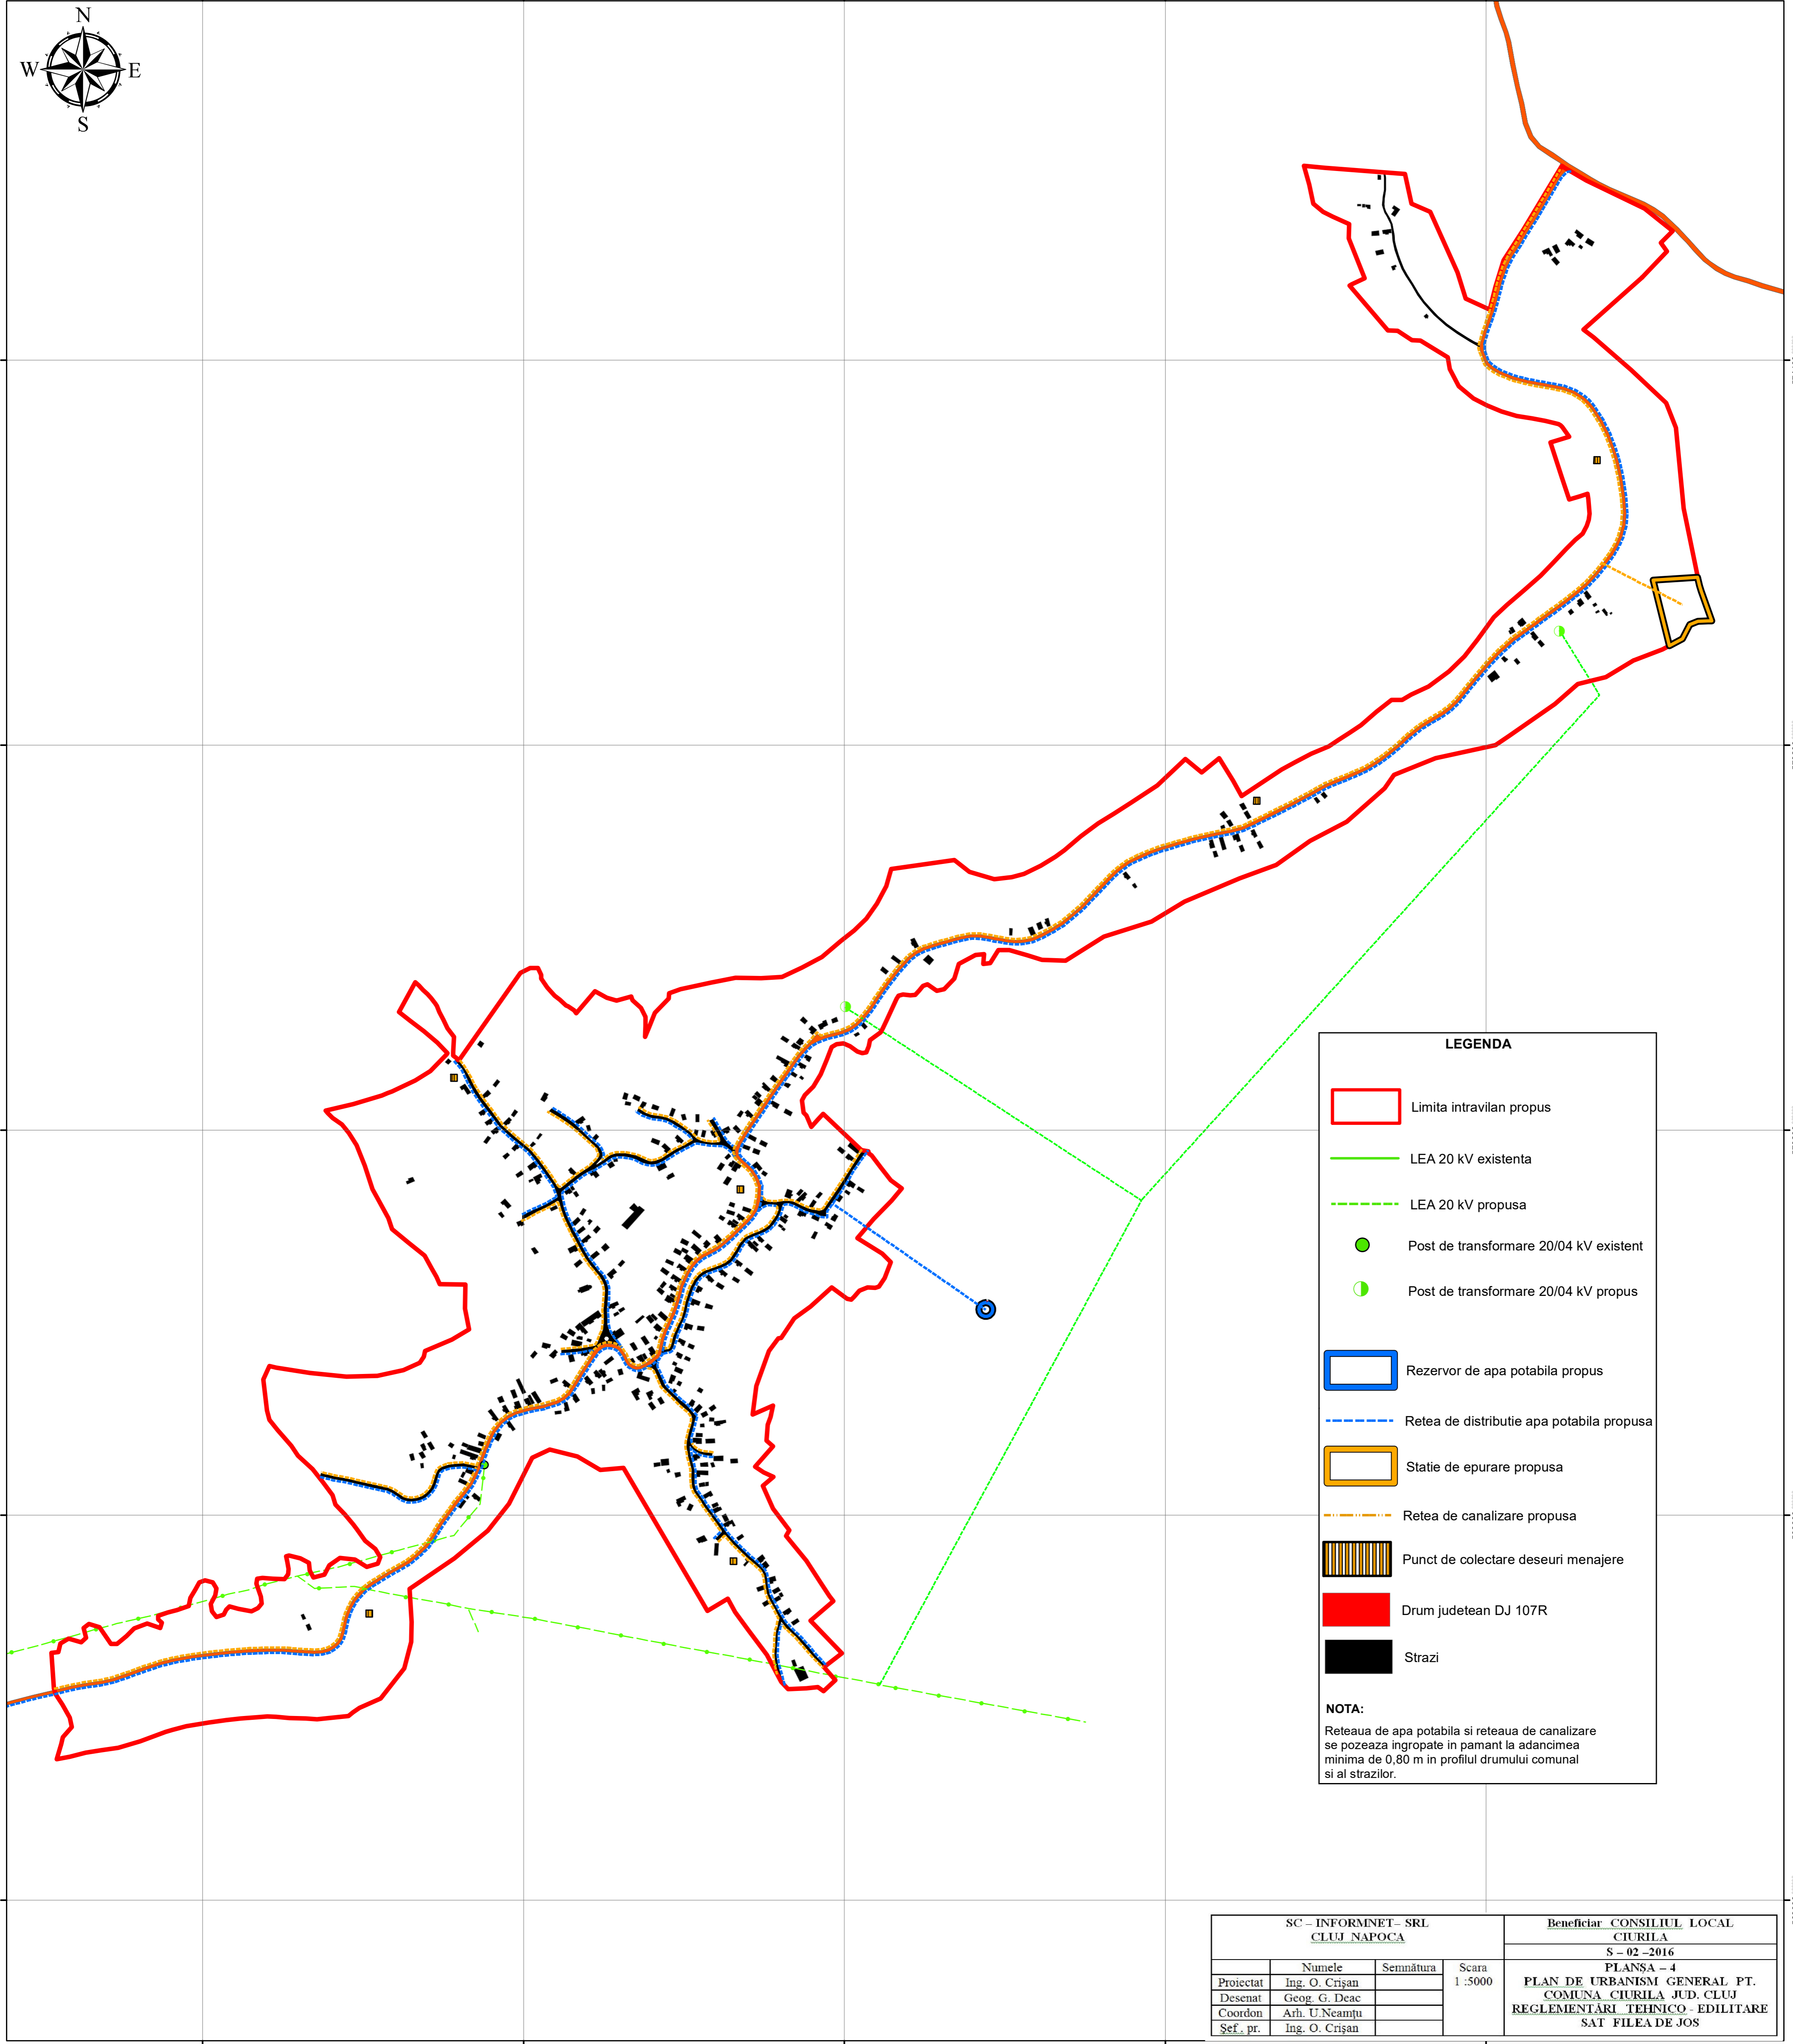 N
W
E
S
LEGENDA
Limita intravilan propus
LEA 20 kV existenta
LEA 20 kV propusa
Post de transformare 20/04 kV existent
Post de transformare 20/04 kV propus
Rezervor de apa potabila propus
Retea de distributie apa potabila propusa
Statie de epurare propusa
Retea de canalizare propusa
Punct de colectare deseuri menajere
Drum judetean DJ 107R
Strazi
NOTA:
Reteaua de apa potabila si reteaua de canalizare
se pozeaza ingropate in pamant la adancimea
minima de 0,80 m in profilul drumului comunal
si al strazilor.
SC – INFORMNET– SRL
CLUJ NAPOCA
Numele Semnătura Scara
1 :5000
Proiectat Ing. O. Crișan
Desenat Geog. G. Deac
Coordon Arh. U.Neamțu
Șef . pr. Ing. O. Crișan
Beneficiar CONSILIUL LOCAL
CIURILA
S – 02 –2016
PLANȘA – 4
PLAN DE URBANISM GENERAL PT.
COMUNA CIURILA JUD. CLUJ
REGLEMENTĂRI TEHNICO - EDILITARE
SAT FILEA DE JOS